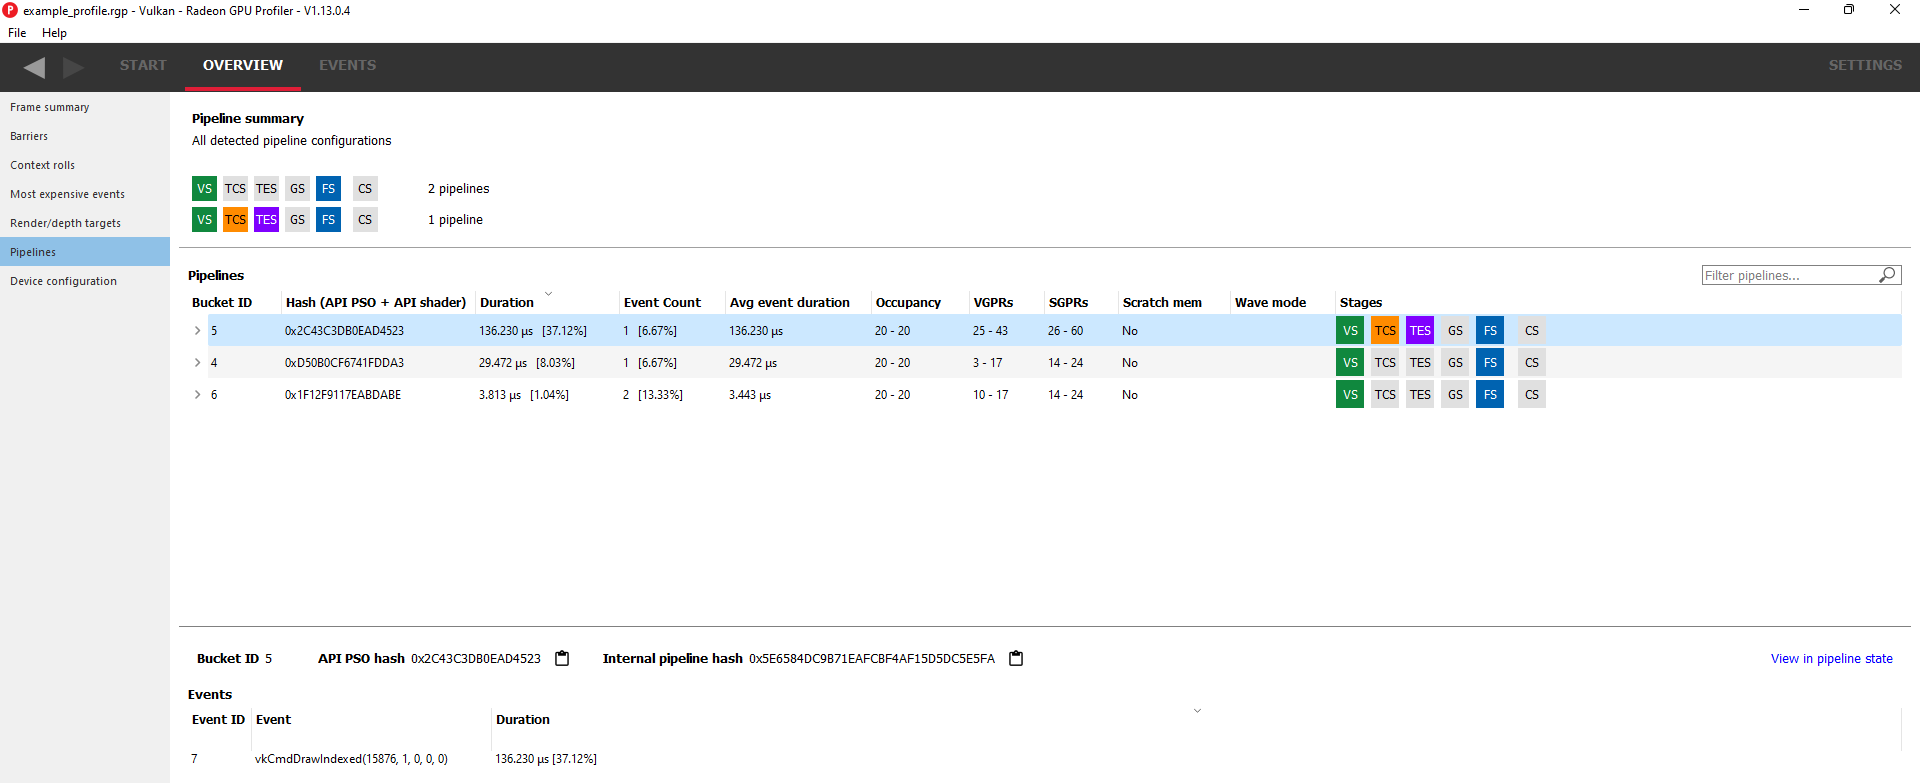 P example_profile.rgp - Vulkan - Radeon GPU Profiler - V1.13.0.4
File Help
START OVERVIEW EVENTS SETTINGS
Frame summary
Barriers
Context rolls
Most expensive events
Render/depth targets
Pipelines
Device configuration
Pipeline summary
All detected pipeline configurations
VS TCS TES GS FS CS 2 pipelines
VS TCS TES GS FS CS 1 pipeline
Pipelines Filter pipelines...
Bucket ID Hash (API PSO + API shader) Duration Event Count Avg event duration Occupancy VGPRs SGPRs Scratch mem Wave mode Stages
5 0x2C43C3DB0EAD4523 136.230 µs [37.12%] 1 [6.67%] 136.230 µs 20 - 20 25 - 43 26 - 60 No VS TCS TES GS FS CS
4 0xD50B0CF6741FDDA3 29.472 µs [8.03%] 1 [6.67%] 29.472 µs 20 - 20 3 - 17 14 - 24 No VS TCS TES GS FS CS
6 0x1F12F9117EABDABE 3.813 µs [1.04%] 2 [13.33%] 3.443 µs 20 - 20 10 - 17 14 - 24 No VS TCS TES GS FS CS
Bucket ID 5 API PSO hash 0x2C43C3DB0EAD4523 Internal pipeline hash 0x5E6584DC9B71EAFCBF4AF15D5DC5E5FA View in pipeline state
Events
Event ID Event Duration
7 vkCmdDrawIndexed(15876, 1, 0, 0, 0) 136.230 µs [37.12%]